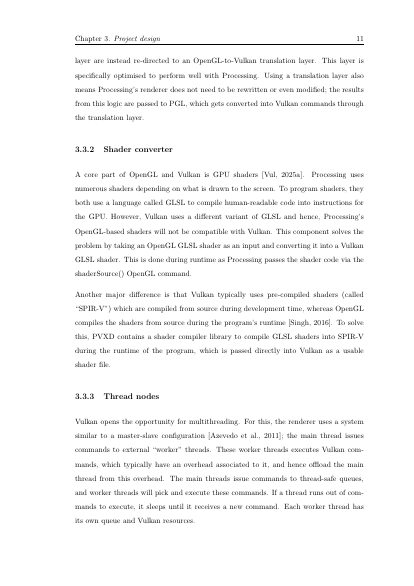 Chapter 3. Project design 11
layer are instead re-directed to an OpenGL-to-Vulkan translation layer. This layer is
specifically optimised to perform well with Processing. Using a translation layer also
means Processing's renderer does not need to be rewritten or even modified; the results
from this logic are passed to PGL, which gets converted into Vulkan commands through
the translation layer.
3.3.2 Shader converter
A core part of OpenGL and Vulkan is GPU shaders [Vul, 2025a]. Processing uses
numerous shaders depending on what is drawn to the screen. To program shaders, they
both use a language called GLSL to compile human-readable code into instructions for
the GPU. However, Vulkan uses a different variant of GLSL and hence, Processing's
OpenGL-based shaders will not be compatible with Vulkan. This component solves the
problem by taking an OpenGL GLSL shader as an input and converting it into a Vulkan
GLSL shader. This is done during runtime as Processing passes the shader code via the
shaderSource() OpenGL command.
Another major difference is that Vulkan typically uses pre-compiled shaders (called
"SPIR-V") which are compiled from source during development time, whereas OpenGL
compiles the shaders from source during the program's runtime [Singh, 2016]. To solve
this, PVXD contains a shader compiler library to compile GLSL shaders into SPIR-V
during the runtime of the program, which is passed directly into Vulkan as a usable
shader file.
3.3.3 Thread nodes
Vulkan opens the opportunity for multithreading. For this, the renderer uses a system
similar to a master-slave configuration [Azevedo et al., 2011]; the main thread issues
commands to external "worker" threads. These worker threads executes Vulkan com-
mands, which typically have an overhead associated to it, and hence offload the main
thread from this overhead. The main threads issue commands to thread-safe queues,
and worker threads will pick and execute these commands. If a thread runs out of com-
mands to execute, it sleeps until it receives a new command. Each worker thread has
its own queue and Vulkan resources.